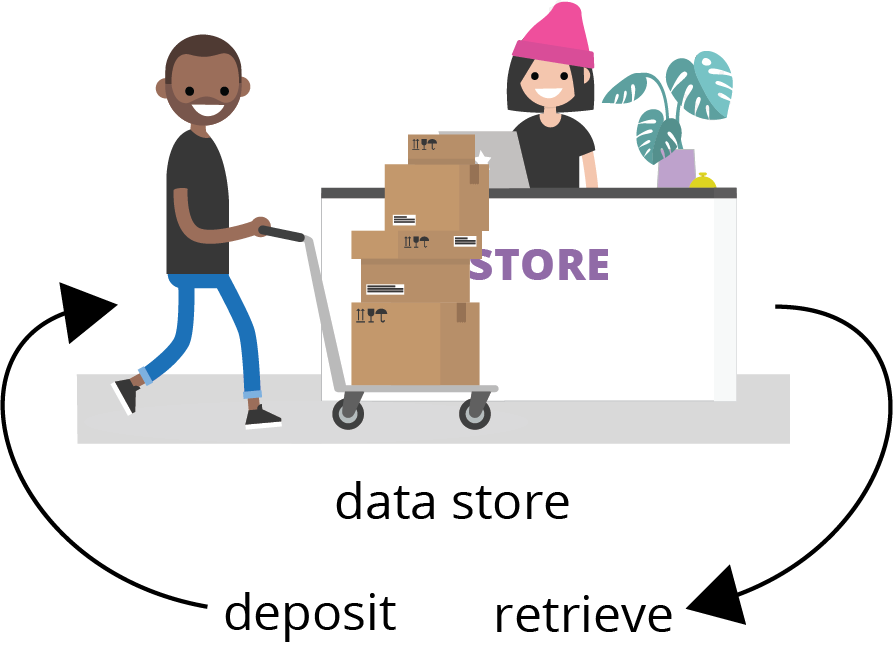 STORE
data store
deposit
retrieve